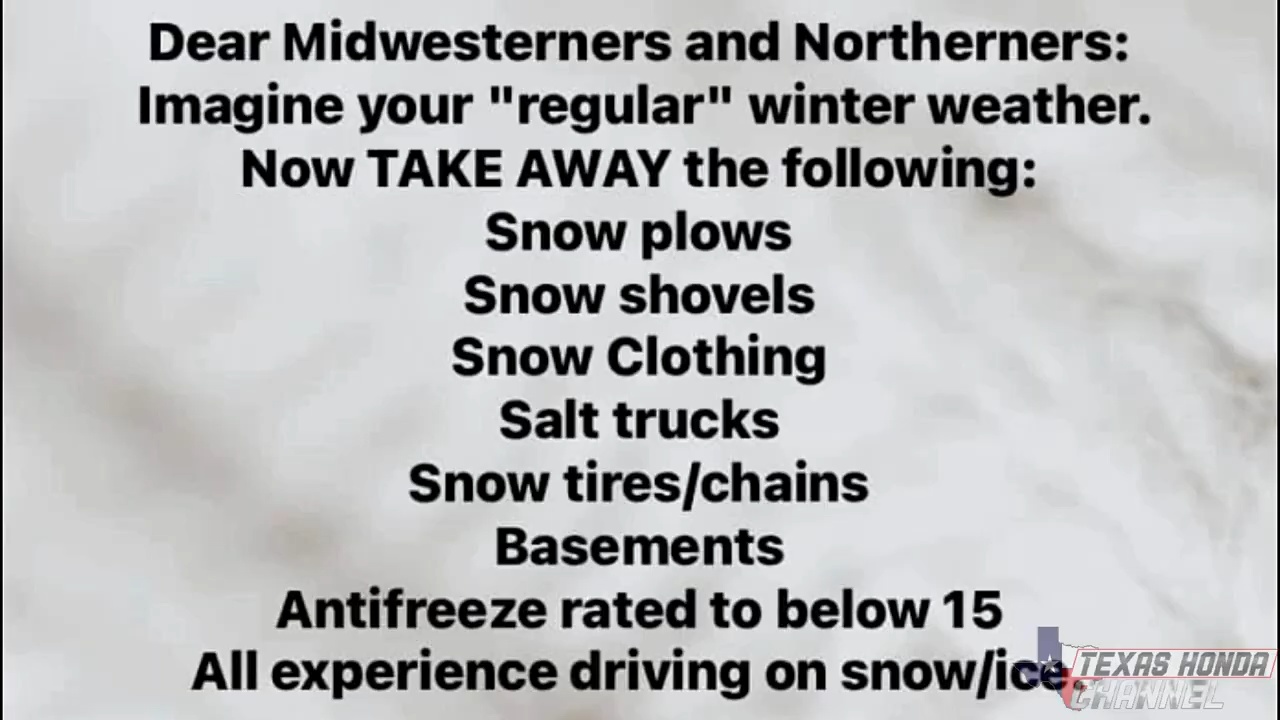 Dear Midwesterners and Northerners:
Imagine your "regular" winter weather.
Now TAKE AWAY the following:
Snow plows
Snow shovels
Snow Clothing
Salt trucks
Snow tires/chains
Basements
Antifreeze rated to below 15
All experience driving on snow/ice.
TEXAS HONDA
CHANNEL